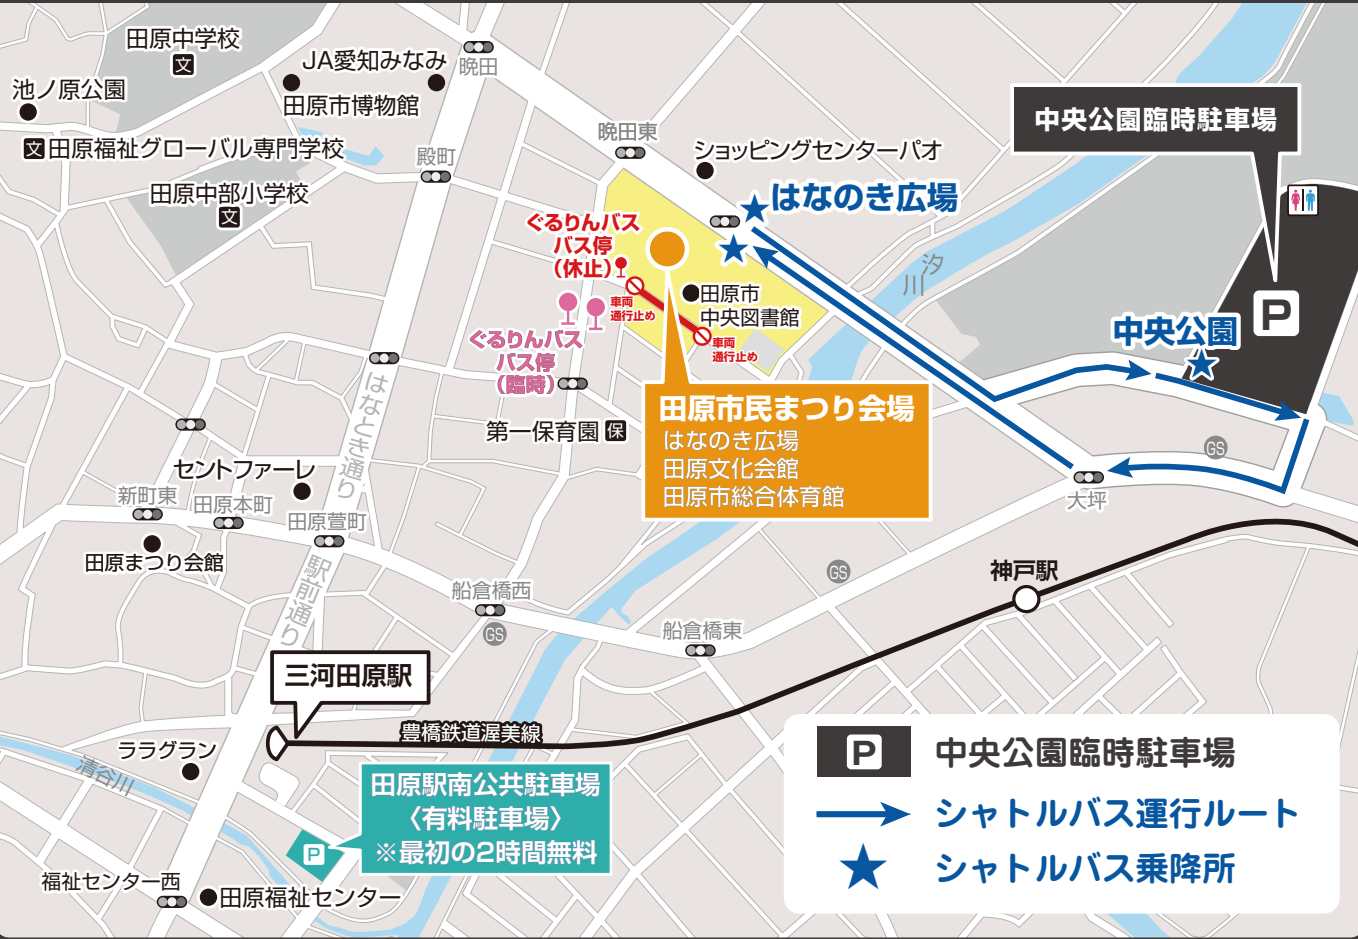 田原中学校
文
JA愛知みなみ
晩田
池ノ原公園
田原市博物館
中央公園臨時駐車場
晩田東
文田原福祉グローバル専門学校
殿町
ショッピングセンターパオ
田原中部小学校
文
はなのき広場
ぐるりんバス
バス停
(休止)
汐川
田原市
中央図書館
車両
通行止め
車両
通行止め
P
中央公園
ぐるりんバス
バス停
(臨時)
はなとき通り
田原市民まつり会場
はなのき広場
田原文化会館
田原市総合体育館
第一保育園 保
GS
セントファーレ
新町東
田原本町
大坪
田原萱町
田原まつり会館
駅前通り
GS
神戸駅
船倉橋西
GS
船倉橋東
三河田原駅
豊橋鉄道渥美線
ララグラン
清谷川
田原駅南公共駐車場
〈有料駐車場〉
※最初の2時間無料
P
福祉センター西
田原福祉センター
P 中央公園臨時駐車場
シャトルバス運行ルート
シャトルバス乗降所